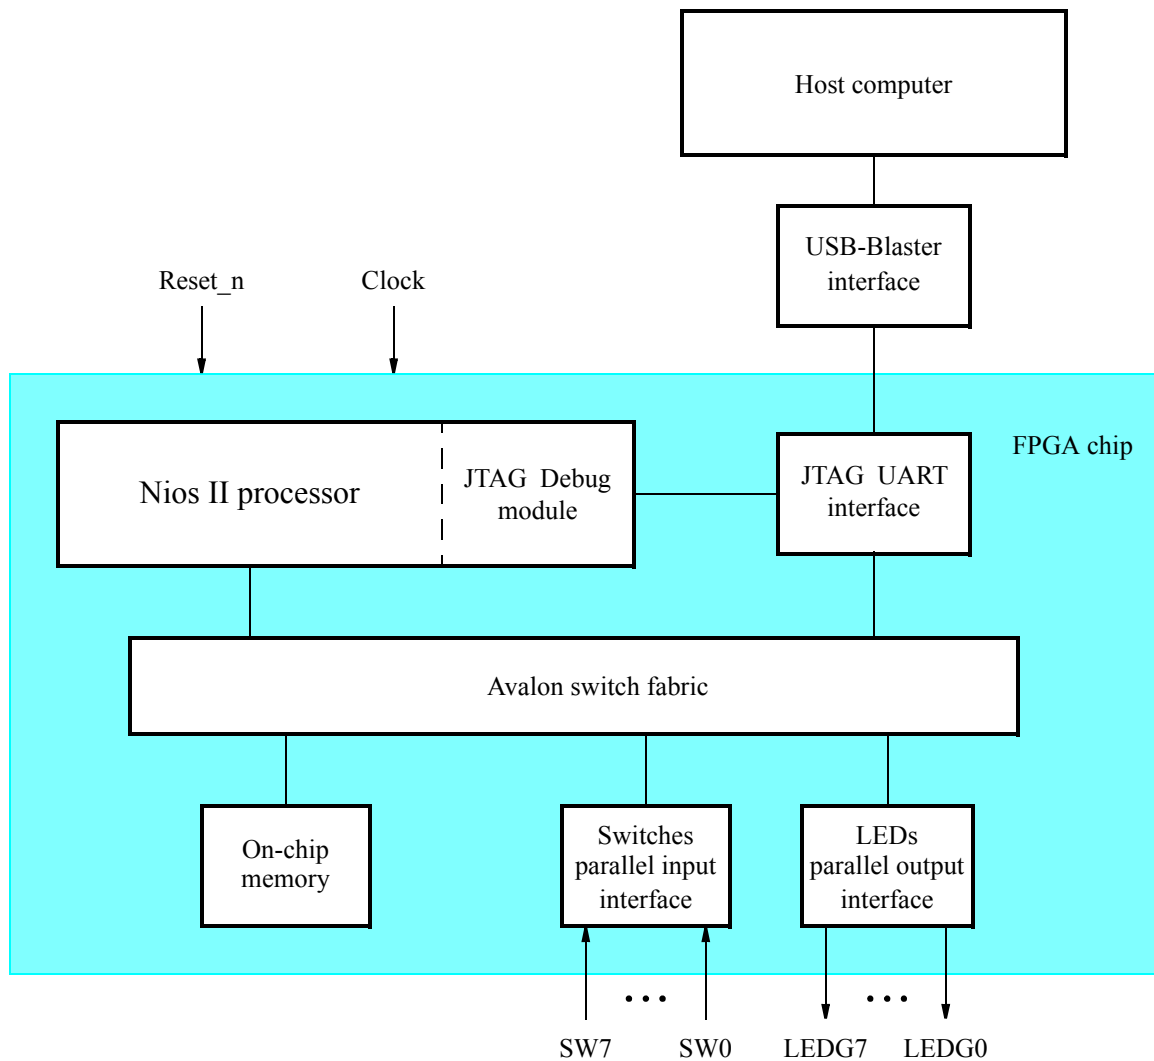 Host computer
USB-Blaster
interface
Reset_n
Clock
FPGA chip
Nios II processor
JTAG Debug
module
JTAG UART
interface
Avalon switch fabric
On-chip
memory
Switches
parallel input
interface
LEDs
parallel output
interface
SW7
SW0
LEDG7
LEDG0